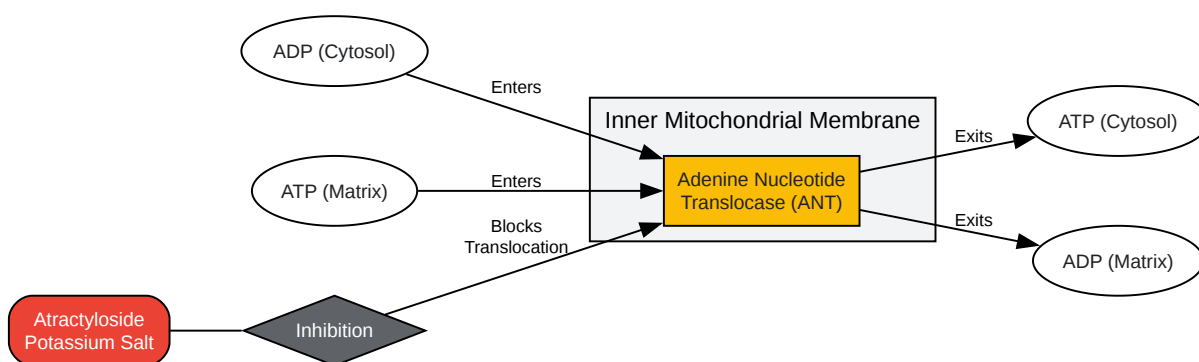 ADP (Cytosol)
Enters
Inner Mitochondrial Membrane
ATP (Cytosol)
Exits
ATP (Matrix)
Enters
Adenine Nucleotide
Translocase (ANT)
Blocks
Translocation
Exits
ADP (Matrix)
Atractyloside
Potassium Salt
Inhibition